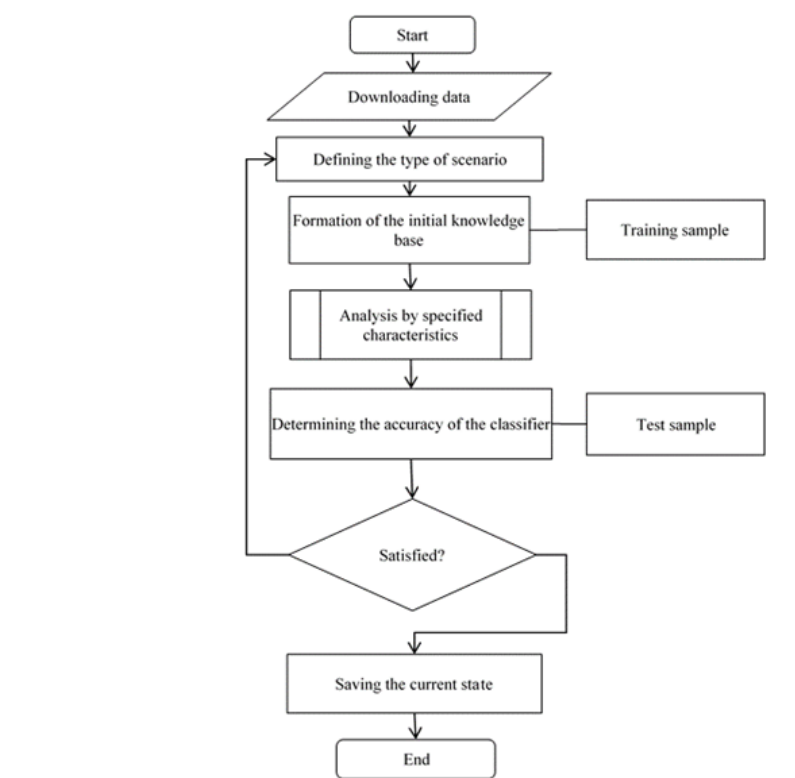 Start
Downloading data
Defining the type of scenario
Formation of the initial knowledge
base
Training sample
Analysis by specified
characteristics
Determining the accuracy of the classifier
Test sample
Satisfied?
Saving the current state
End